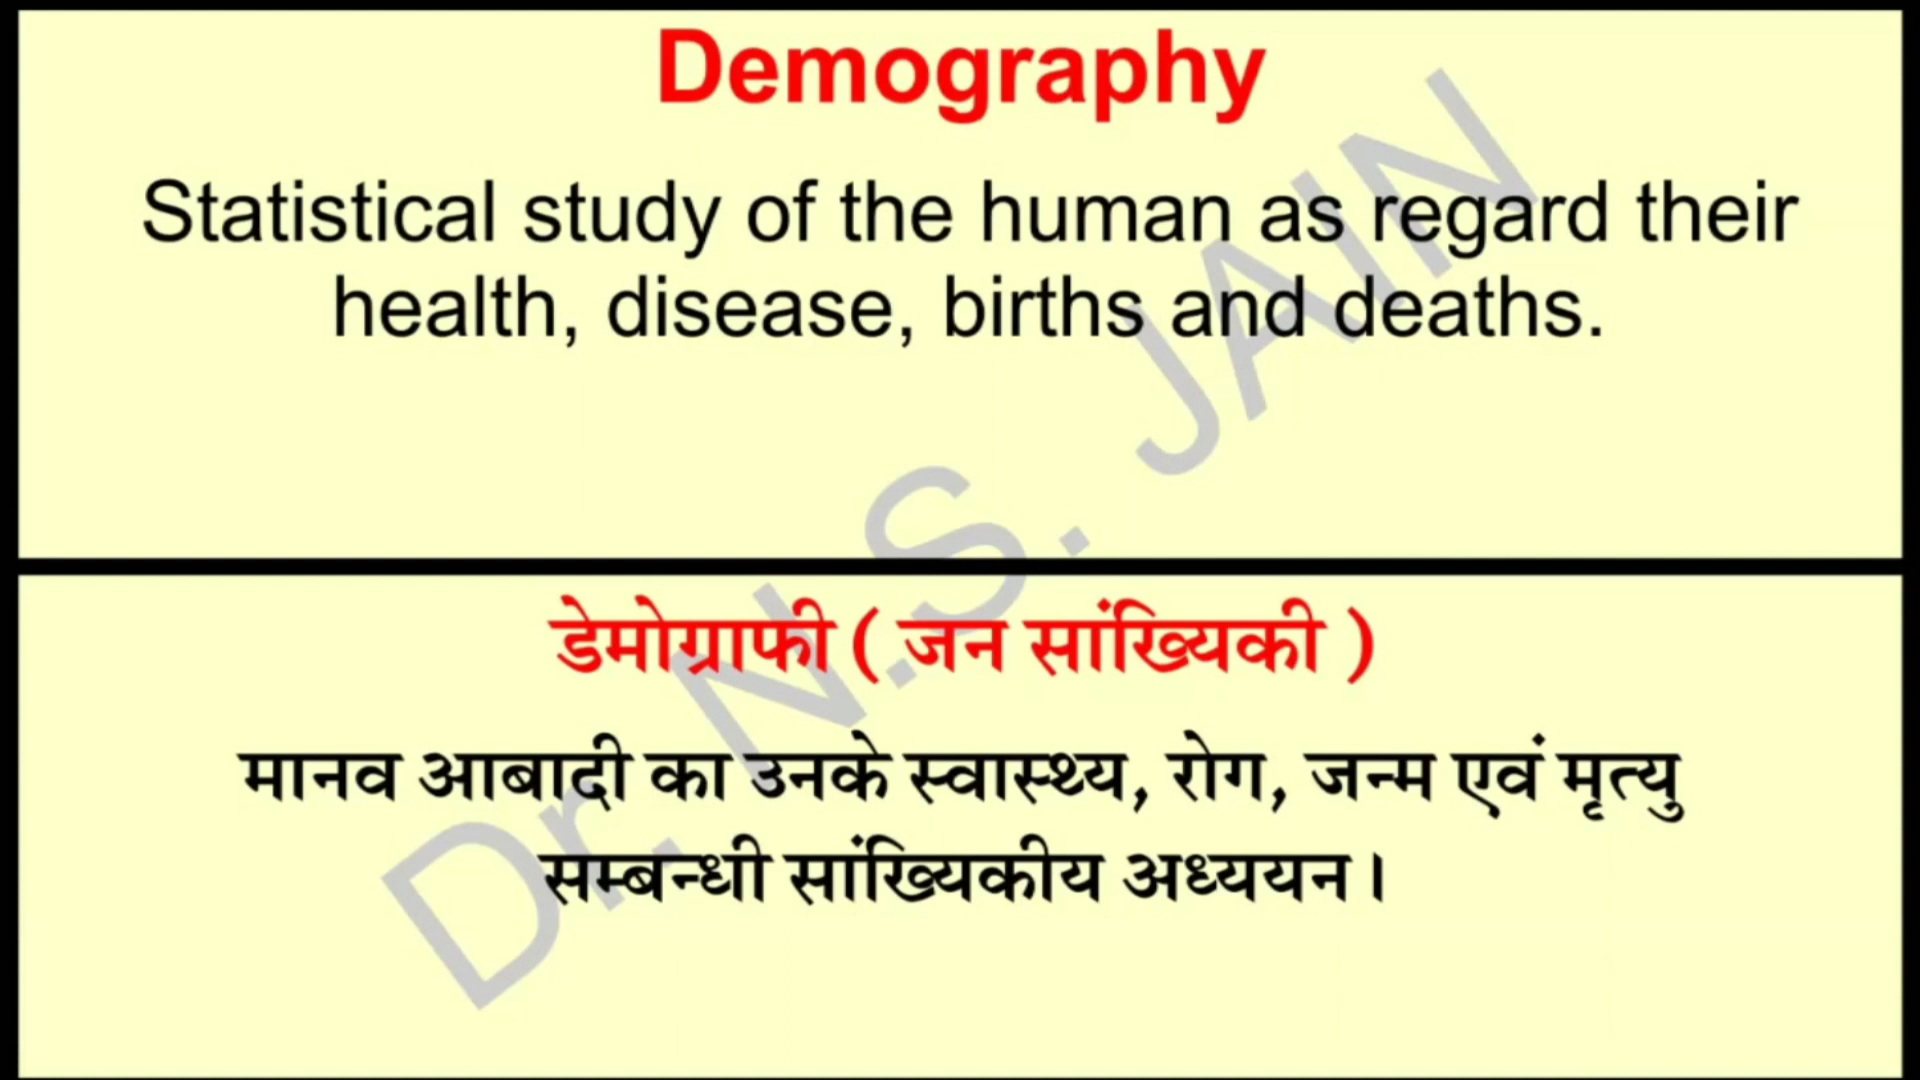 Demography
Statistical study of the human as regard their
health, disease, births and deaths.
डेमोग्राफी ( जन सांख्यिकी )
मानव आबादी का उनके स्वास्थ्य, रोग, जन्म एवं मृत्यु
सम्बन्धी सांख्यिकीय अध्ययन।
Dr. N.S. JAIN